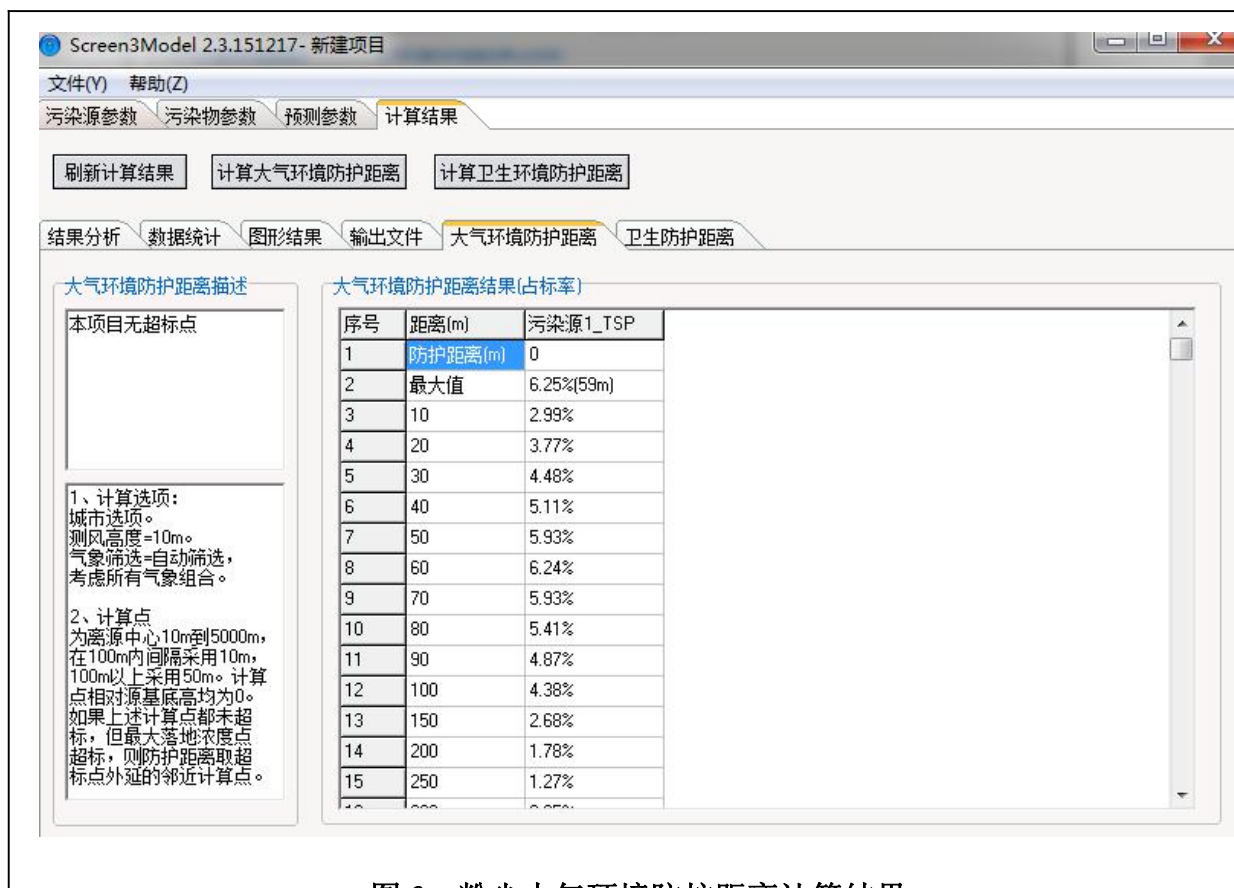 Screen3Model 2.3.151217- 新建项目
文件(Y) 帮助(Z)
污染源参数 污染物参数 预测参数 计算结果
刷新计算结果 计算大气环境防护距离 计算卫生环境防护距离
结果分析 数据统计 图形结果 输出文件 大气环境防护距离 卫生防护距离
大气环境防护距离描述
本项目无超标点
1、计算选项:
城市选项。
测风高度=10m。
气象筛选=自动筛选,
考虑所有气象组合。
2、计算点
为离源中心10m到5000m,
在100m内间隔采用10m,
100m以上采用50m。计算
点相对源基底高均为0。
如果上述计算点都未超
标,但最大落地浓度点
超标,则防护距离取超
标点外延的邻近计算点。
大气环境防护距离结果(占标率)
序号 距离(m) 污染源1_TSP
1 防护距离(m) 0
2 最大值 6.25%(59m)
3 10 2.99%
4 20 3.77%
5 30 4.48%
6 40 5.11%
7 50 5.93%
8 60 6.24%
9 70 5.93%
10 80 5.41%
11 90 4.87%
12 100 4.38%
13 150 2.68%
14 200 1.78%
15 250 1.27%